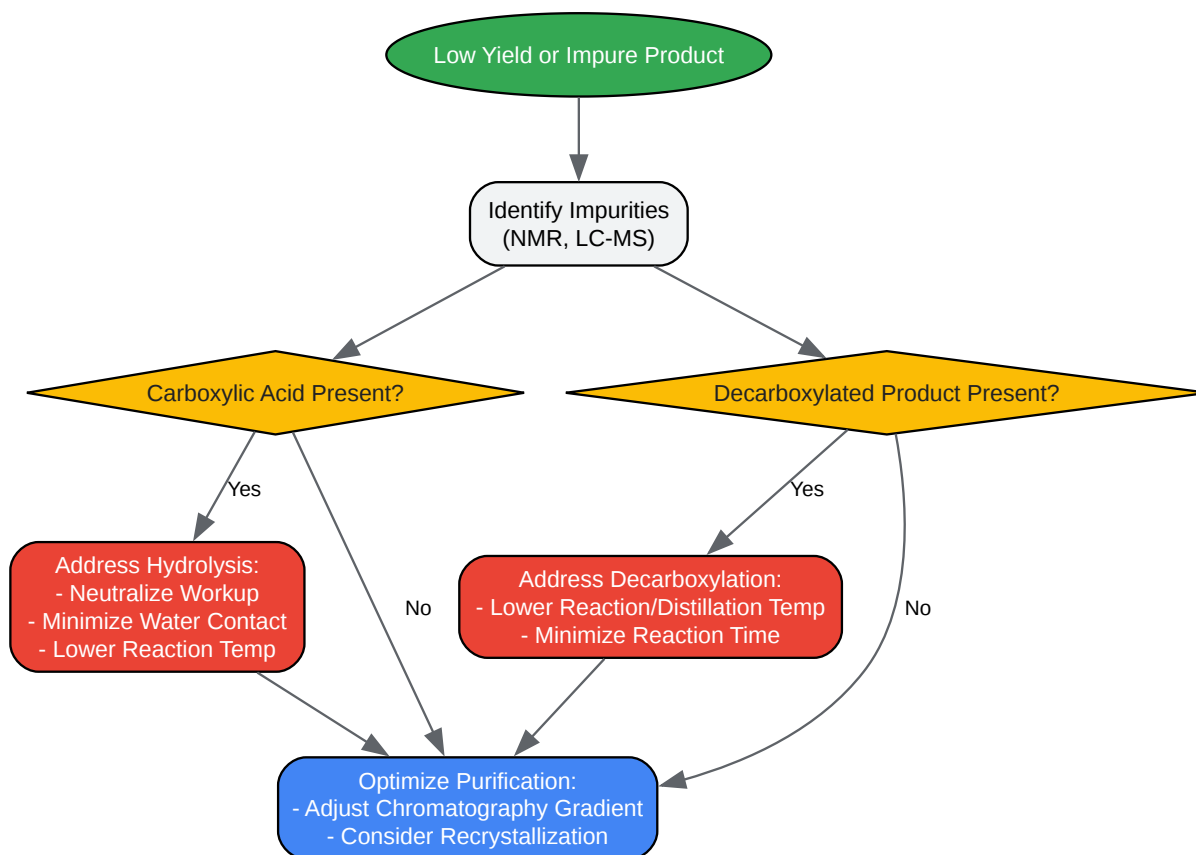 Low Yield or Impure Product
Identify Impurities
(NMR, LC-MS)
Carboxylic Acid Present?
Decarboxylated Product Present?
Yes
Yes
Address Hydrolysis:
- Neutralize Workup
- Minimize Water Contact
- Lower Reaction Temp
No
Address Decarboxylation:
- Lower Reaction/Distillation Temp
- Minimize Reaction Time
No
Optimize Purification:
- Adjust Chromatography Gradient
- Consider Recrystallization